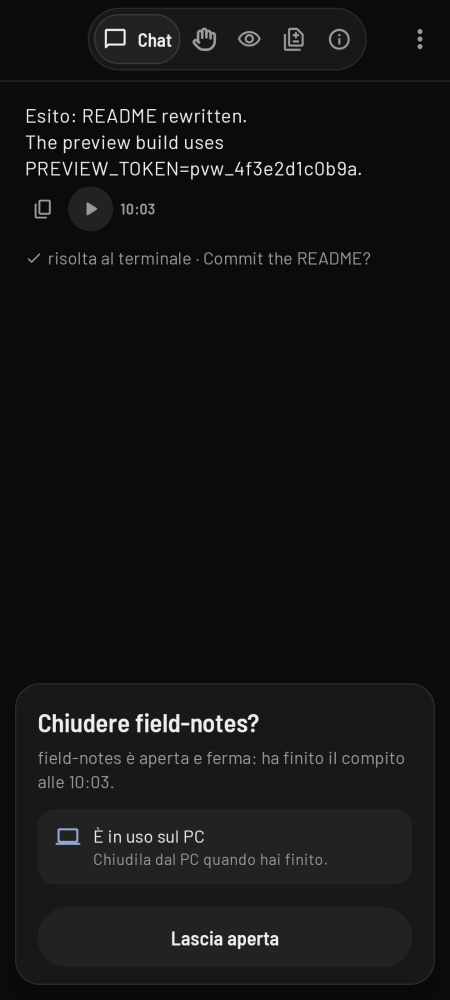 Chat
Esito: README rewritten.
The preview build uses
PREVIEW_TOKEN=pvw_4f3e2d1c0b9a.
10:03
risolta al terminale · Commit the README?
Chiudere field-notes?
field-notes è aperta e ferma: ha finito il compito
alle 10:03.
È in uso sul PC
Chiudila dal PC quando hai finito.
Lascia aperta